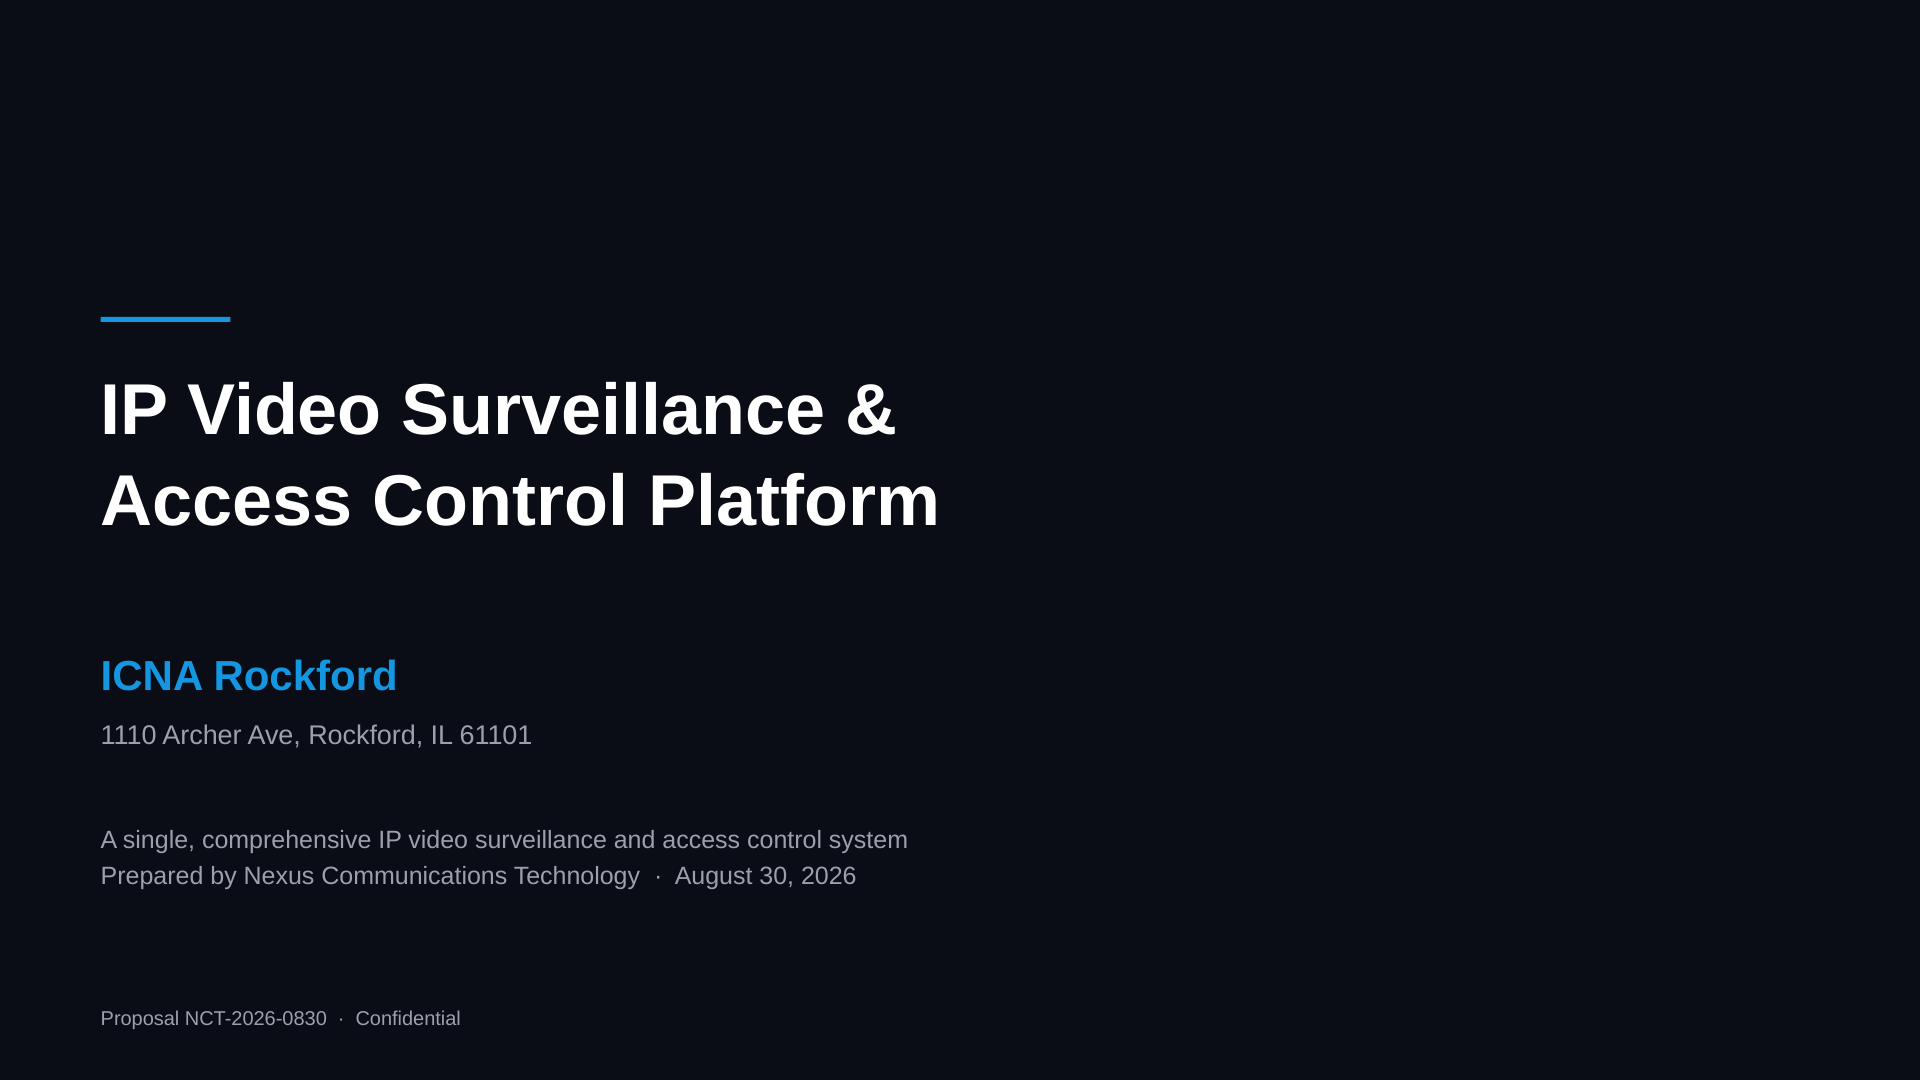 IP Video Surveillance &
Access Control Platform
ICNA Rockford
1110 Archer Ave, Rockford, IL 61101
A single, comprehensive IP video surveillance and access control system
Prepared by Nexus Communications Technology · August 30, 2026
Proposal NCT-2026-0830 · Confidential